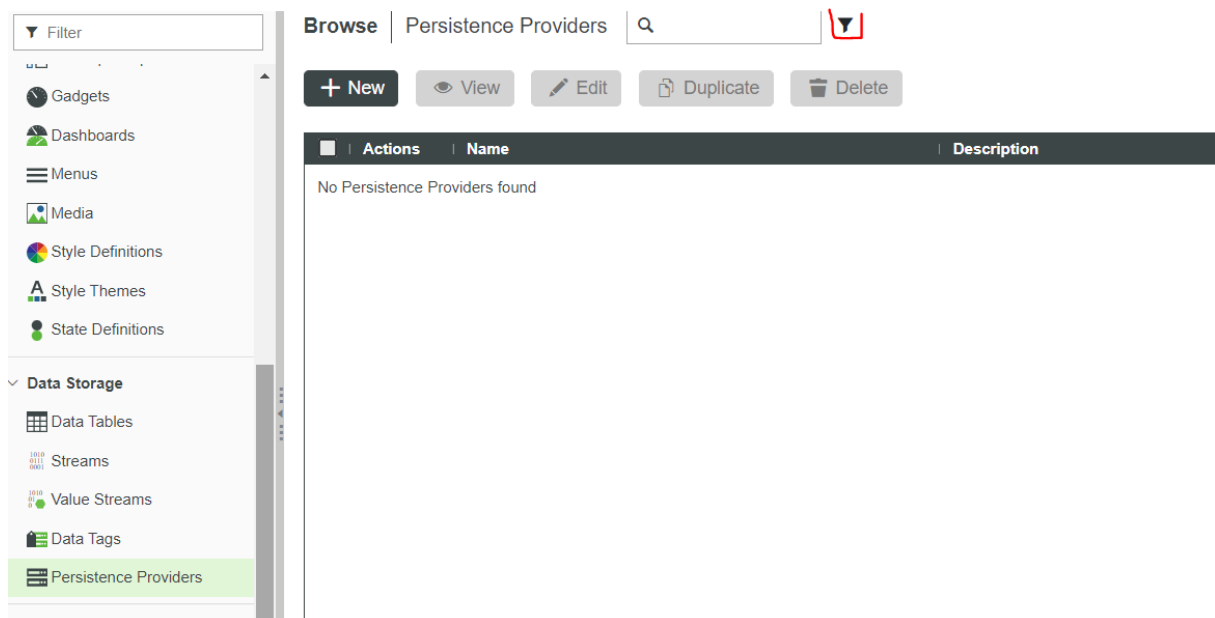 Filter
Gadgets
Dashboards
Menus
Media
Style Definitions
Style Themes
State Definitions
Data Storage
Data Tables
Streams
Value Streams
Data Tags
Persistence Providers
Browse Persistence Providers
New View Edit Duplicate Delete
Actions Name Description
No Persistence Providers found